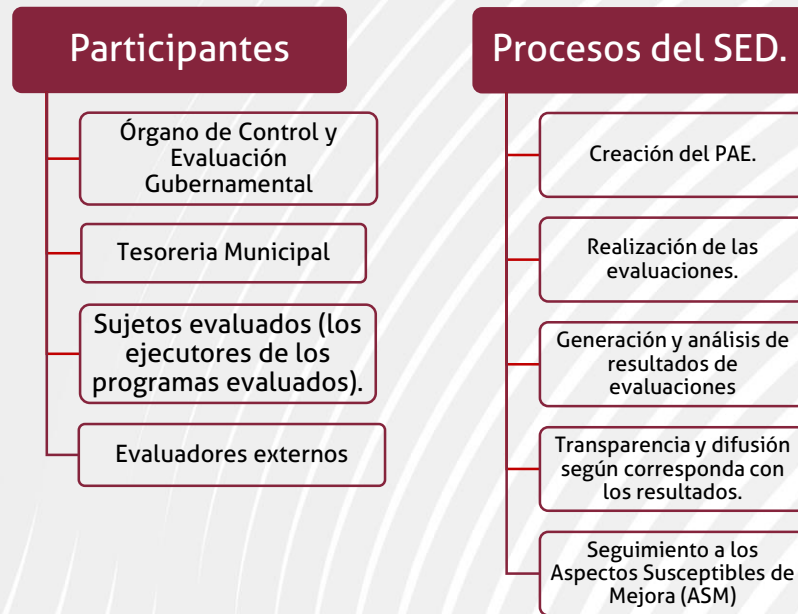 Participantes
Órgano de Control y
Evaluación
Gubernamental
Tesoreria Municipal
Sujetos evaluados (los
ejecutores de los
programas evaluados).
Evaluadores externos
Procesos del SED.
Creación del PAE.
Realización de las
evaluaciones.
Generación y análisis de
resultados de
evaluaciones
Transparencia y difusión
según corresponda con
los resultados.
Seguimiento a los
Aspectos Susceptibles de
Mejora (ASM)